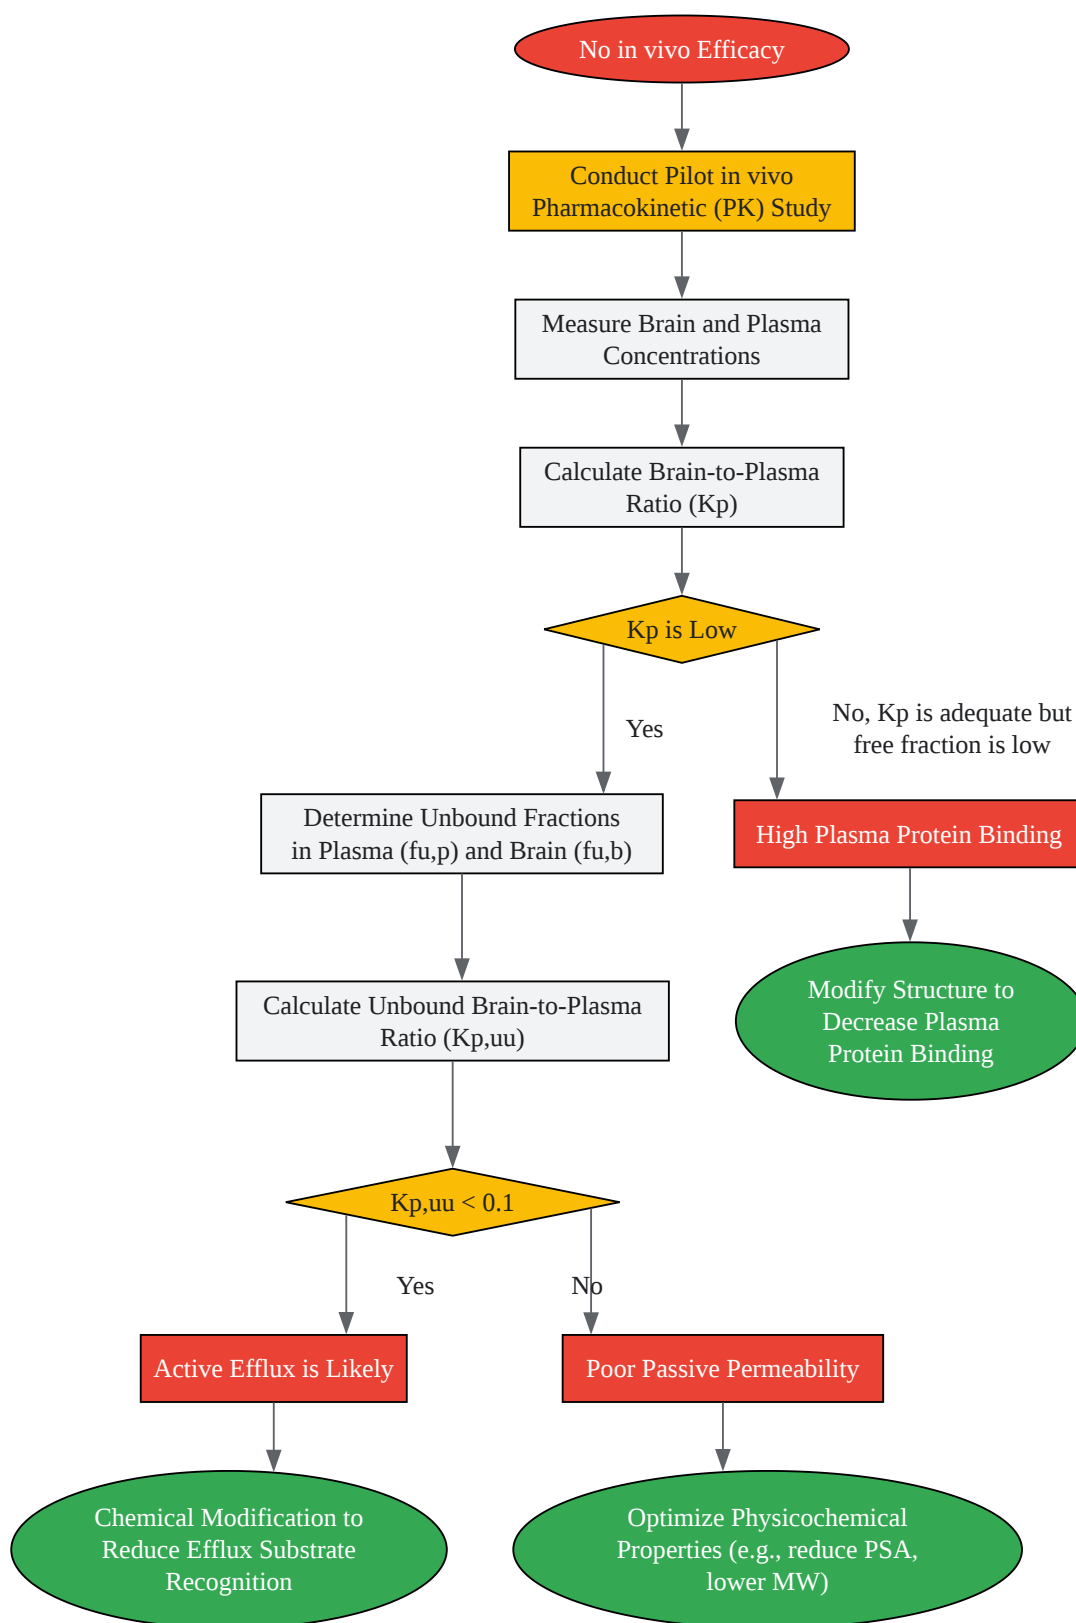 No in vivo Efficacy
Conduct Pilot in vivo
Pharmacokinetic (PK) Study
Measure Brain and Plasma
Concentrations
Calculate Brain-to-Plasma
Ratio (Kp)
Kp is Low
Yes
No, Kp is adequate but
free fraction is low
Determine Unbound Fractions
in Plasma (fu,p) and Brain (fu,b)
High Plasma Protein Binding
Calculate Unbound Brain-to-Plasma
Ratio (Kp,uu)
Modify Structure to
Decrease Plasma
Protein Binding
Kp,uu < 0.1
Yes
No
Active Efflux is Likely
Poor Passive Permeability
Chemical Modification to
Reduce Efflux Substrate
Recognition
Optimize Physicochemical
Properties (e.g., reduce PSA,
lower MW)